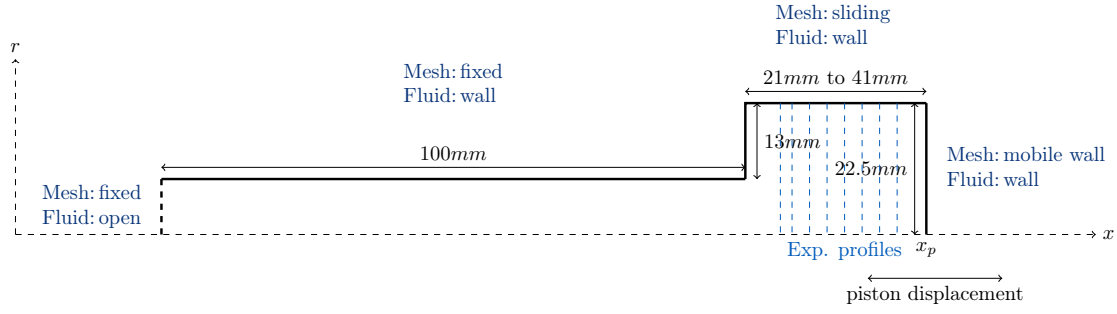 Mesh: sliding
Fluid: wall
r
Mesh: fixed
Fluid: wall
21mm to 41mm
13mm
100mm
22.5mm
Mesh: mobile wall
Fluid: wall
Mesh: fixed
Fluid: open
x
Exp. profiles
x_p
piston displacement